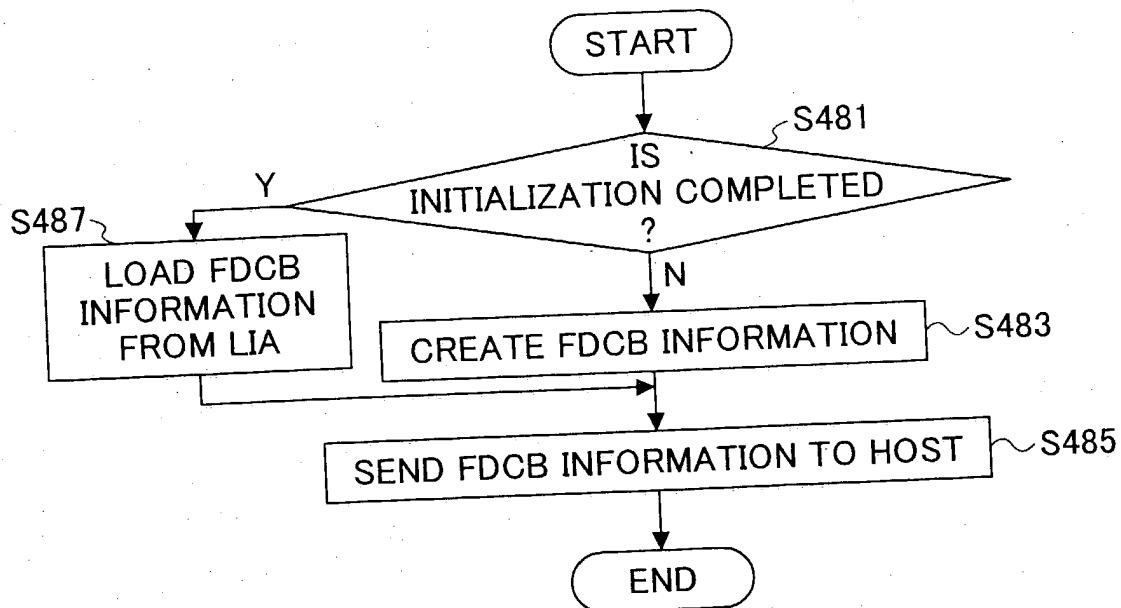 START
S481
IS
INITIALIZATION COMPLETED
?
Y
N
S487
LOAD FDCB
INFORMATION
FROM LIA
CREATE FDCB INFORMATION
S483
SEND FDCB INFORMATION TO HOST
S485
END